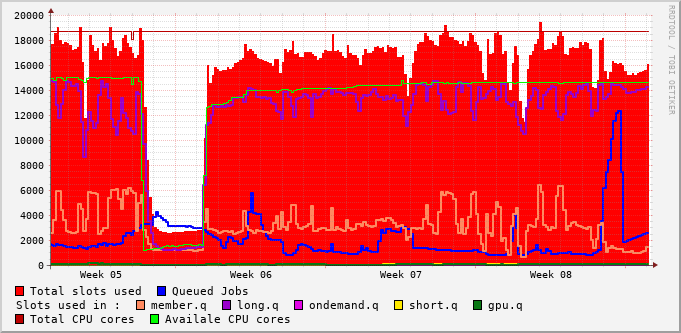 20000
18000
16000
14000
12000
10000
8000
6000
4000
2000
0
Week 05 Week 06 Week 07 Week 08
RRDTOOL / TOBI OETIKER
Total slots used Queued Jobs
Slots used in : member.q long.q ondemand.q short.q gpu.q
Total CPU cores Availale CPU cores